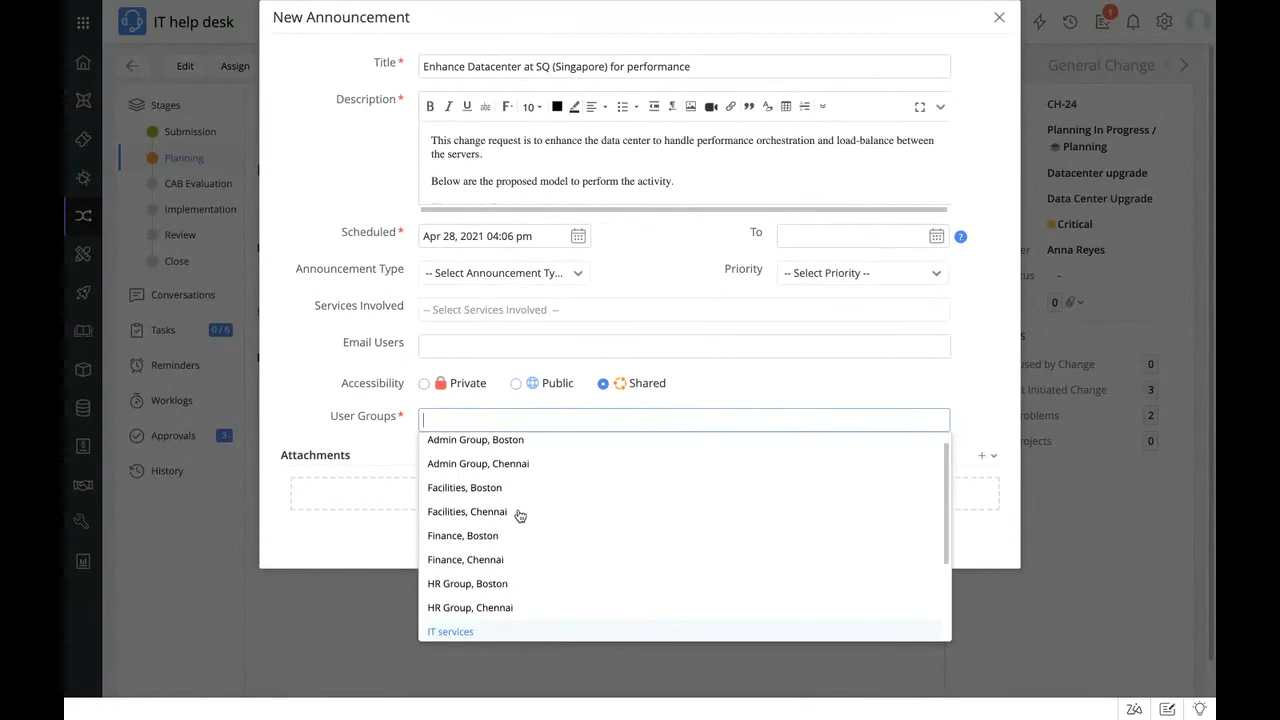 IT help desk
New Announcement
1
Edit
Assign
General Change
Stages
Submission
Planning
CAB Evaluation
Implementation
Review
Close
Conversations
Tasks
0 / 6
Reminders
Worklogs
Approvals
3
History
Title*
Enhance Datacenter at SQ (Singapore) for performance
Description*
B I U abc F- 10
This change request is to enhance the data center to handle performance orchestration and load-balance between
the servers.
Below are the proposed model to perform the activity.
Scheduled*
Apr 28, 2021 04:06 pm
To
?
Announcement Type
-- Select Announcement Ty...
Priority
-- Select Priority --
Services Involved
-- Select Services Involved --
Email Users
Accessibility
Private
Public
Shared
User Groups*
Admin Group, Boston
Admin Group, Chennai
Facilities, Boston
Facilities, Chennai
Finance, Boston
Finance, Chennai
HR Group, Boston
HR Group, Chennai
IT services
Attachments
CH-24
Planning In Progress /
Planning
Datacenter upgrade
Data Center Upgrade
Critical
Anna Reyes
-
0
used by Change
0
t Initiated Change
3
roblems
2
rojects
0